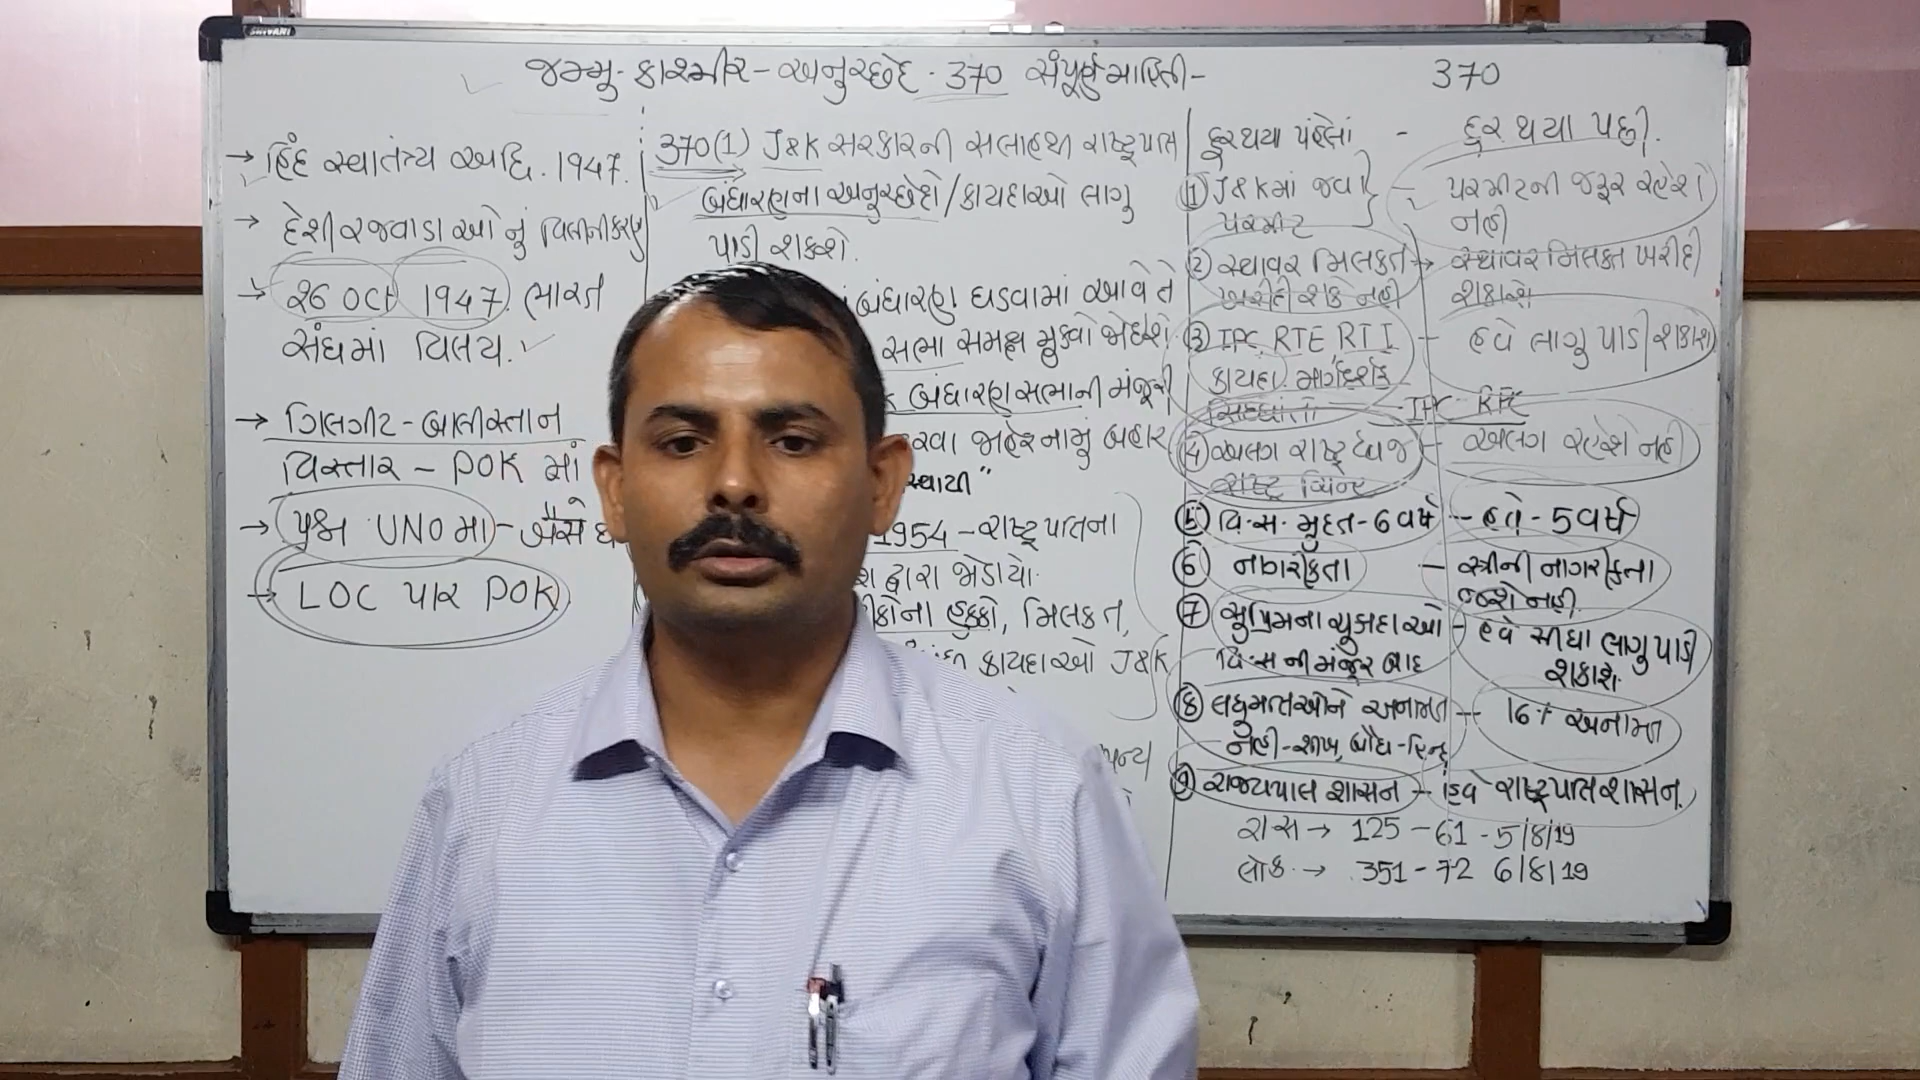 SHIVANI
જમ્મુ-કાશ્મીર - અનુચ્છેદ - 370 સંપૂર્ણ માહિતી -
370
→ હિંદ સ્વાતંત્ર્ય અધિ. 1947.
→ દેશી રજવાડાઓનું વિલીનીકરણ
→ 26 OCT 1947 ભારત
સંઘમાં વિલય.
→ ગિલગીટ - બાલીસ્તાન
વિસ્તાર - POK માં
→ પ્રશ્ન UNO મા -
→ LOC પાર POK
370(1) J&K સરકારની સલાહથી રાષ્ટ્રપતિ
બંધારણના અનુચ્છેદો/કાયદાઓ લાગુ
પાડી શકશે.
બંધારણ ઘડવામાં આવે તે
સભા સમક્ષ મુકવો જોઈશે
બંધારણ સભાની મંજૂરી
જાહેરનામું બહાર
1954 - રાષ્ટ્રપતિના
દ્વારા જોડાયો.
હક્કો, મિલકત,
કાયદાઓ J&K
દુર થયા પહેલાં - દુર થયા પછી.
(1) J&K માં જવા પરમીટની જરૂર રહેશે
પરમીટ નહી
(2) સ્થાવર મિલકત → સ્થાવર મિલકત ખરીદી
ખરીદી શકે નહી શકાશે
(3) IPC, RTE, RTI - હવે લાગુ પાડી શકાશે
કાયદા, માર્ગદર્શક
સિધ્ધાંતો - IPC RPC
(4) અલગ રાષ્ટ્રધ્વજ - અલગ રહેશે નહી
રાષ્ટ્ર ચિન્હ
(5) વિ.સ. મુદત - 6 વર્ષ - હવે - 5 વર્ષ
(6) નાગરીકતા - સ્ત્રીની નાગરીકતા
જશે નહી.
(7) સુપ્રિમના ચૂકાદાઓ - હવે સીધા લાગુ પાડી
વિ.સ ની મંજૂર બાદ શકાશે.
(8) લઘુમતિઓને અનામત - 16% અનામત
નહી - શીખ, બૌધ - હિન્દૂ
(9) રાજ્યપાલ શાસન - હવે રાષ્ટ્રપતિ શાસન.
રાસ → 125 - 61 - 5/8/19
લોક. → 351 - 72 6/8/19